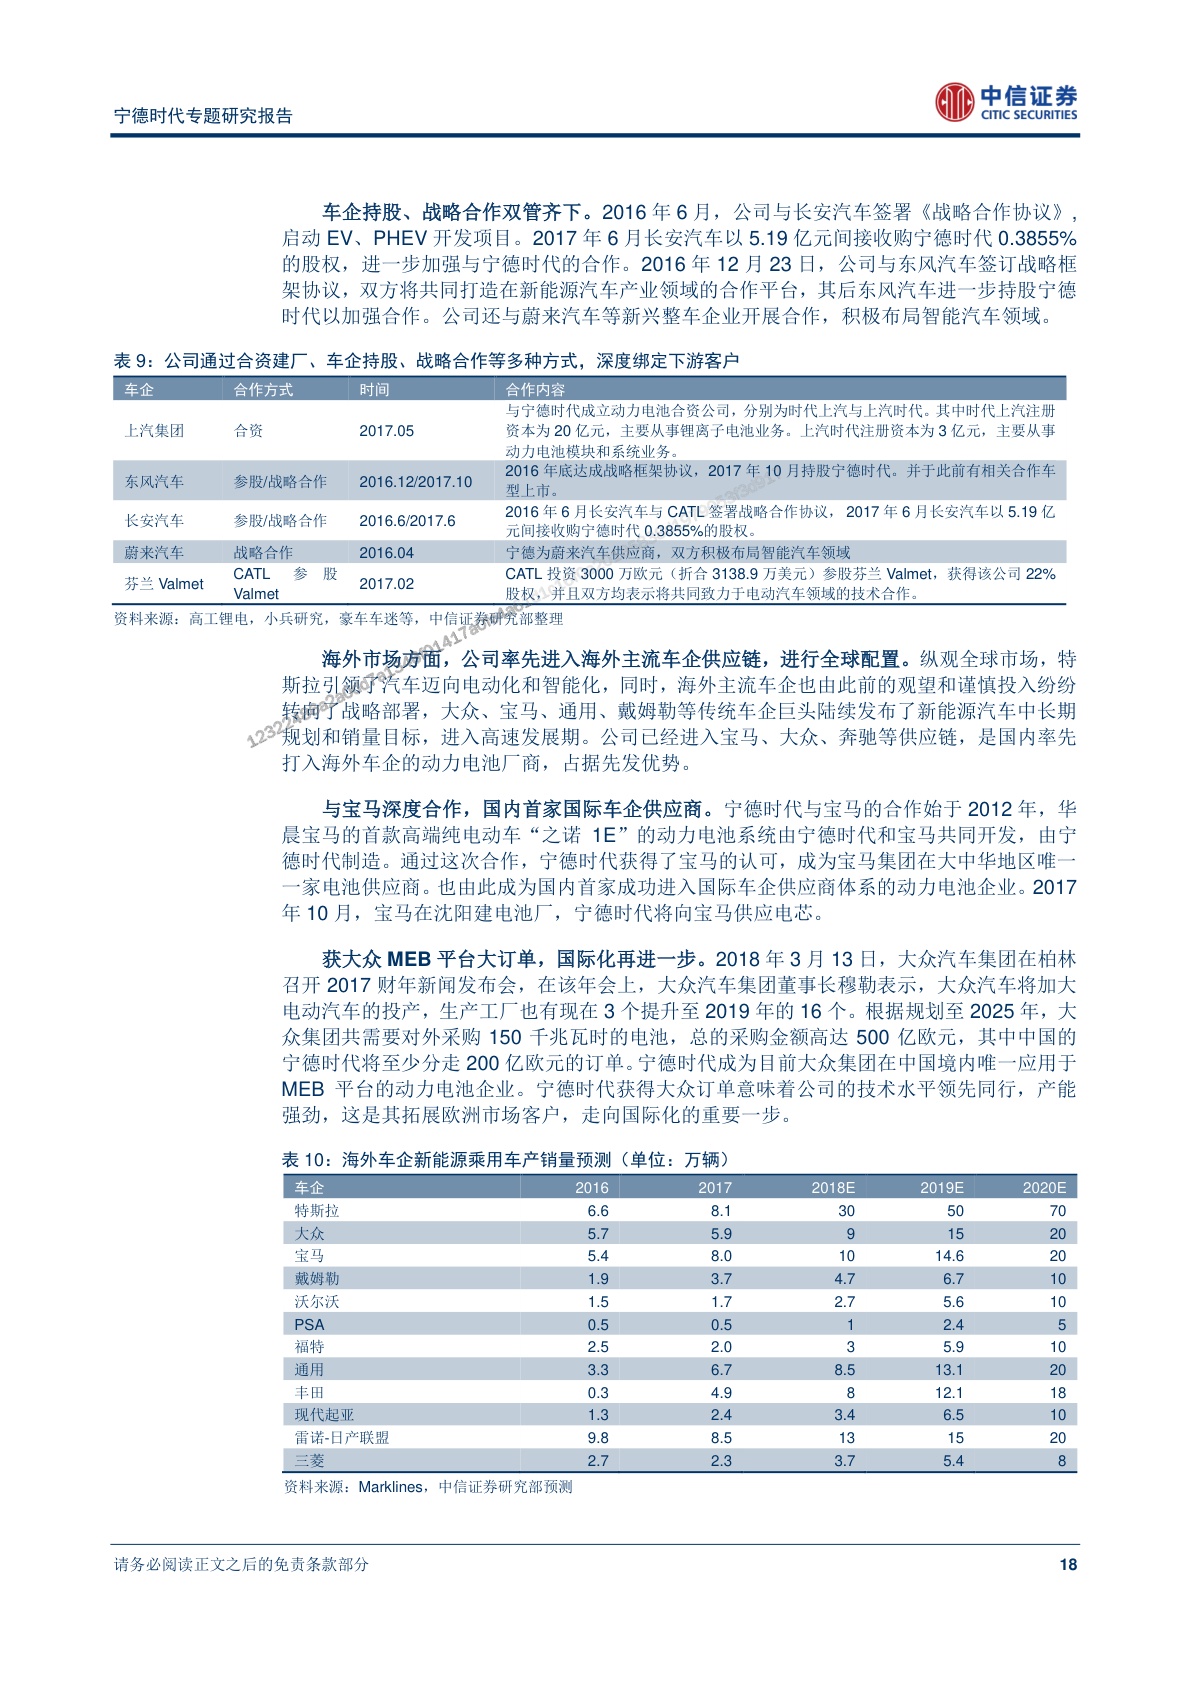 宁德时代专题研究报告
中信证券
CITIC SECURITIES
车企持股、战略合作双管齐下。2016 年 6 月，公司与长安汽车签署《战略合作协议》，
启动 EV、PHEV 开发项目。2017 年 6 月长安汽车以 5.19 亿元间接收购宁德时代 0.3855%
的股权，进一步加强与宁德时代的合作。2016 年 12 月 23 日，公司与东风汽车签订战略框
架协议，双方将共同打造在新能源汽车产业领域的合作平台，其后东风汽车进一步持股宁德
时代以加强合作。公司还与蔚来汽车等新兴整车企业开展合作，积极布局智能汽车领域。
表 9：公司通过合资建厂、车企持股、战略合作等多种方式，深度绑定下游客户
车企 合作方式 时间 合作内容
与宁德时代成立动力电池合资公司，分别为时代上汽与上汽时代。其中时代上汽注册
上汽集团 合资 2017.05 资本为 20 亿元，主要从事锂离子电池业务。上汽时代注册资本为 3 亿元，主要从事
动力电池模块和系统业务。
东风汽车 参股/战略合作 2016.12/2017.10 2016 年底达成战略框架协议，2017 年 10 月持股宁德时代。并于此前有相关合作车
型上市。
长安汽车 参股/战略合作 2016.6/2017.6 2016 年 6 月长安汽车与 CATL 签署战略合作协议， 2017 年 6 月长安汽车以 5.19 亿
元间接收购宁德时代 0.3855%的股权。
蔚来汽车 战略合作 2016.04 宁德为蔚来汽车供应商，双方积极布局智能汽车领域
芬兰 Valmet CATL 参股 2017.02 CATL 投资 3000 万欧元（折合 3138.9 万美元）参股芬兰 Valmet，获得该公司 22%
Valmet 股权，并且双方均表示将共同致力于电动汽车领域的技术合作。
资料来源：高工锂电，小兵研究，豪车车迷等，中信证券研究部整理
海外市场方面，公司率先进入海外主流车企供应链，进行全球配置。纵观全球市场，特
斯拉引领了汽车迈向电动化和智能化，同时，海外主流车企也由此前的观望和谨慎投入纷纷
转向了战略部署，大众、宝马、通用、戴姆勒等传统车企巨头陆续发布了新能源汽车中长期
规划和销量目标，进入高速发展期。公司已经进入宝马、大众、奔驰等供应链，是国内率先
打入海外车企的动力电池厂商，占据先发优势。
与宝马深度合作，国内首家国际车企供应商。宁德时代与宝马的合作始于 2012 年，华
晨宝马的首款高端纯电动车“之诺 1E”的动力电池系统由宁德时代和宝马共同开发，由宁
德时代制造。通过这次合作，宁德时代获得了宝马的认可，成为宝马集团在大中华地区唯一
一家电池供应商。也由此成为国内首家成功进入国际车企供应商体系的动力电池企业。2017
年 10 月，宝马在沈阳建电池厂，宁德时代将向宝马供应电芯。
获大众 MEB 平台大订单，国际化再进一步。2018 年 3 月 13 日，大众汽车集团在柏林
召开 2017 财年新闻发布会，在该年会上，大众汽车集团董事长穆勒表示，大众汽车将加大
电动汽车的投产，生产工厂也有现在 3 个提升至 2019 年的 16 个。根据规划至 2025 年，大
众集团共需要对外采购 150 千兆瓦时的电池，总的采购金额高达 500 亿欧元，其中中国的
宁德时代将至少分走 200 亿欧元的订单。宁德时代成为目前大众集团在中国境内唯一应用于
MEB 平台的动力电池企业。宁德时代获得大众订单意味着公司的技术水平领先同行，产能
强劲，这是其拓展欧洲市场客户，走向国际化的重要一步。
表 10：海外车企新能源乘用车产销量预测（单位：万辆）
车企 2016 2017 2018E 2019E 2020E
特斯拉 6.6 8.1 30 50 70
大众 5.7 5.9 9 15 20
宝马 5.4 8.0 10 14.6 20
戴姆勒 1.9 3.7 4.7 6.7 10
沃尔沃 1.5 1.7 2.7 5.6 10
PSA 0.5 0.5 1 2.4 5
福特 2.5 2.0 3 5.9 10
通用 3.3 6.7 8.5 13.1 20
丰田 0.3 4.9 8 12.1 18
现代起亚 1.3 2.4 3.4 6.5 10
雷诺-日产联盟 9.8 8.5 13 15 20
三菱 2.7 2.3 3.7 5.4 8
资料来源：Marklines，中信证券研究部预测
请务必阅读正文之后的免责条款部分 18